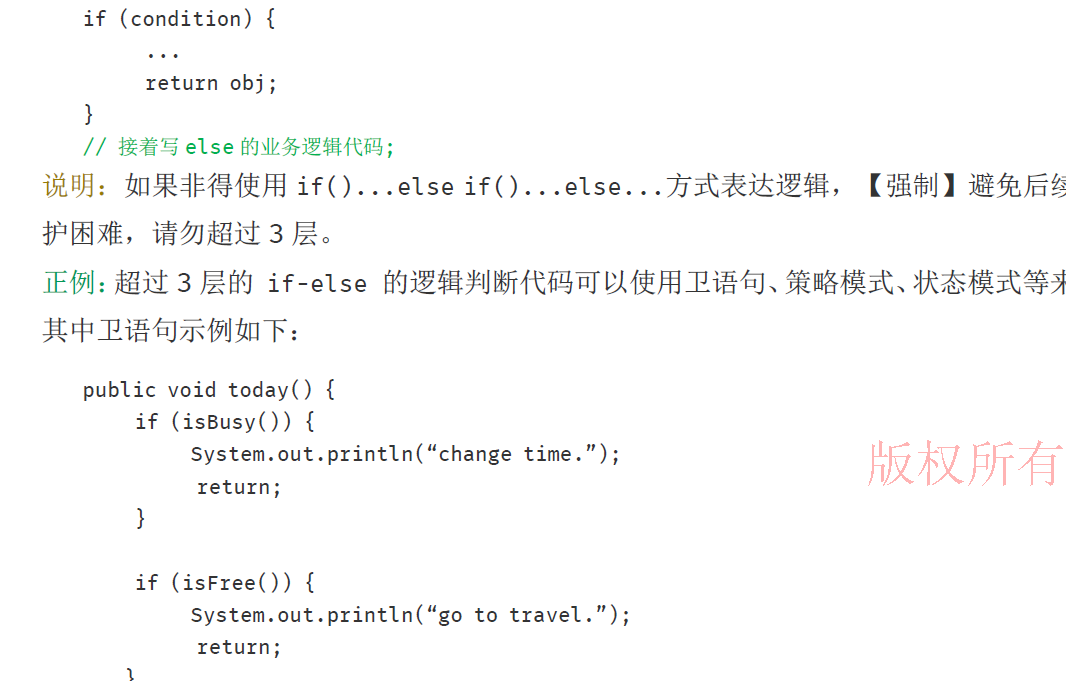 if (condition) {
...
return obj;
}
// 接着写 else 的业务逻辑代码;
说明：如果非得使用 if()...else if()...else...方式表达逻辑，【强制】避免后续
护困难，请勿超过 3 层。
正例：超过 3 层的 if-else 的逻辑判断代码可以使用卫语句、策略模式、状态模式等来
其中卫语句示例如下：
public void today() {
if (isBusy()) {
System.out.println(“change time.”);
return;
}
版权所有
if (isFree()) {
System.out.println(“go to travel.”);
return;
}